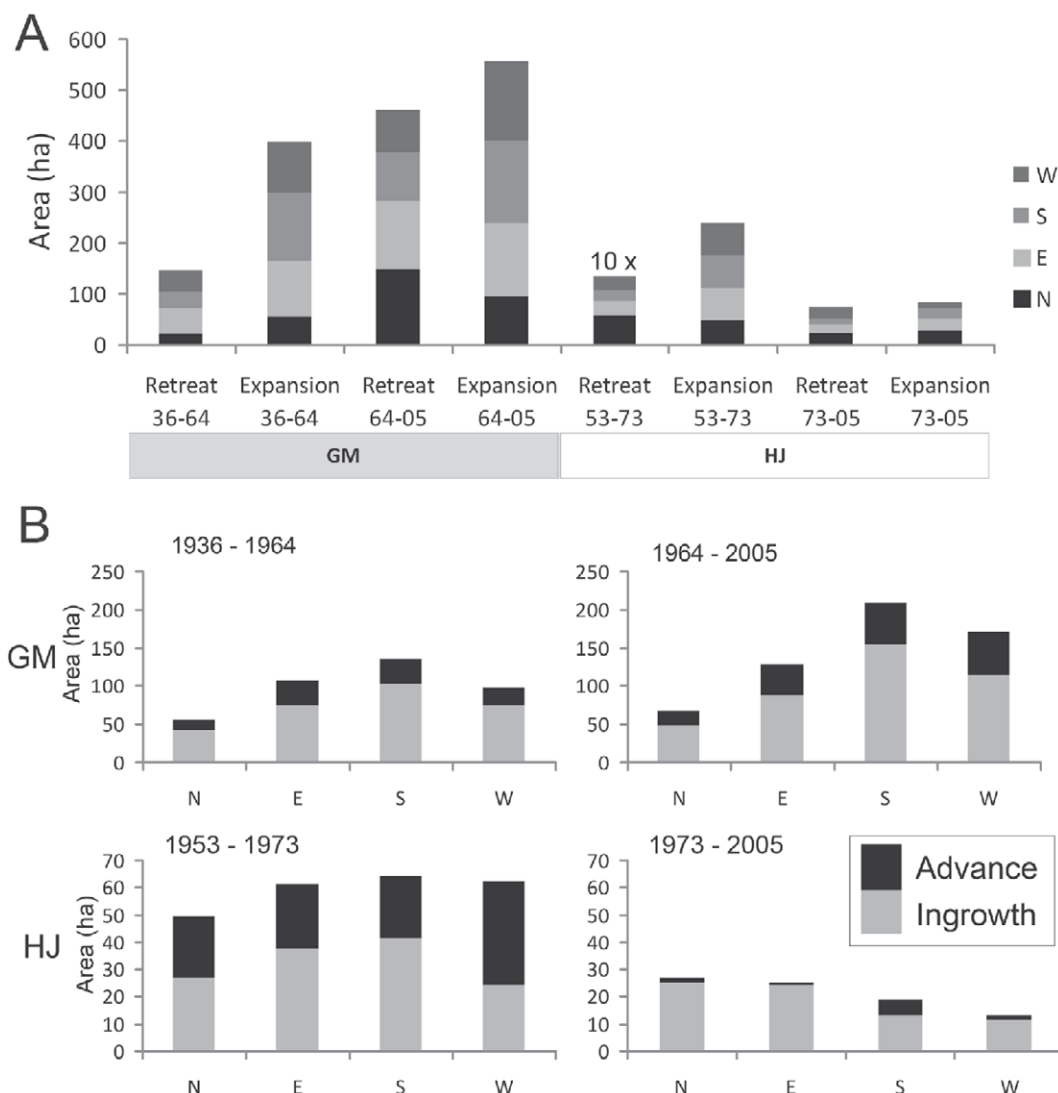 A
Area (ha)
600
500
400
300
200
100
0
10 x
W
S
E
N
Retreat Expansion Retreat Expansion Retreat Expansion Retreat Expansion
36-64 36-64 64-05 64-05 53-73 53-73 73-05 73-05
GM HJ
B
GM
1936 - 1964
Area (ha)
250
200
150
100
50
0
N E S W
1964 - 2005
250
200
150
100
50
0
N E S W
HJ
1953 - 1973
Area (ha)
70
60
50
40
30
20
10
0
N E S W
1973 - 2005
70
60
50
40
30
20
10
0
N E S W
Advance
Ingrowth